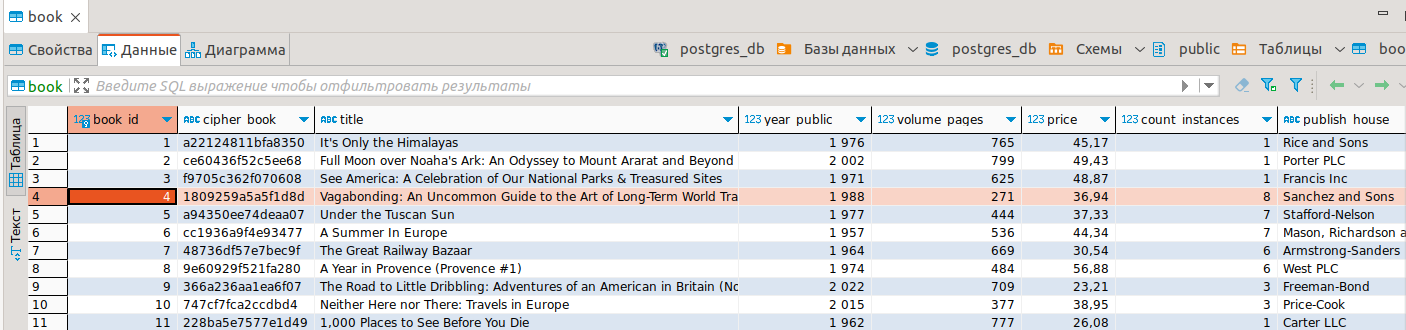 book
Свойства Данные Диаграмма postgres_db Базы данных postgres_db Схемы public Таблицы boo
book Введите SQL выражение чтобы отфильтровать результаты
Таблица
Текст
123 book_id ABC cipher_book ABC title 123 year_public 123 volume_pages 123 price 123 count_instances ABC publish_house
1 1 a22124811bfa8350 It's Only the Himalayas 1 976 765 45,17 1 Rice and Sons
2 2 ce60436f52c5ee68 Full Moon over Noaha's Ark: An Odyssey to Mount Ararat and Beyond 2 002 799 49,43 1 Porter PLC
3 3 f9705c362f070608 See America: A Celebration of Our National Parks & Treasured Sites 1 971 625 48,87 1 Francis Inc
4 4 1809259a5a5f1d8d Vagabonding: An Uncommon Guide to the Art of Long-Term World Tra 1 988 271 36,94 8 Sanchez and Sons
5 5 a94350ee74deaa07 Under the Tuscan Sun 1 977 444 37,33 7 Stafford-Nelson
6 6 cc1936a9f4e93477 A Summer In Europe 1 957 536 44,34 7 Mason, Richardson a
7 7 48736df57e7bec9f The Great Railway Bazaar 1 964 669 30,54 6 Armstrong-Sanders
8 8 9e60929f521fa280 A Year in Provence (Provence #1) 1 974 484 56,88 6 West PLC
9 9 366a236aa1ea6f07 The Road to Little Dribbling: Adventures of an American in Britain (No 2 022 709 23,21 3 Freeman-Bond
10 10 747cf7fca2ccdbd4 Neither Here nor There: Travels in Europe 2 015 377 38,95 3 Price-Cook
11 11 228ba5e7577e1d49 1,000 Places to See Before You Die 1 962 777 26,08 1 Carter LLC